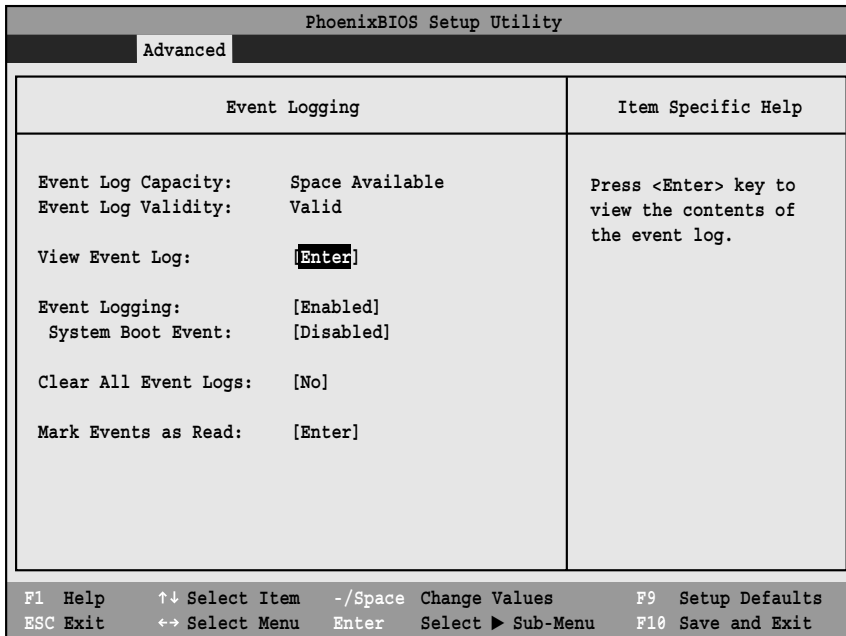 PhoenixBIOS Setup Utility
Advanced
Event Logging
Item Specific Help
Event Log Capacity: Space Available
Event Log Validity: Valid
View Event Log: [Enter]
Event Logging: [Enabled]
System Boot Event: [Disabled]
Clear All Event Logs: [No]
Mark Events as Read: [Enter]
Press <Enter> key to
view the contents of
the event log.
F1 Help ↑↓ Select Item -/Space Change Values F9 Setup Defaults
ESC Exit ←→ Select Menu Enter Select ▶ Sub-Menu F10 Save and Exit